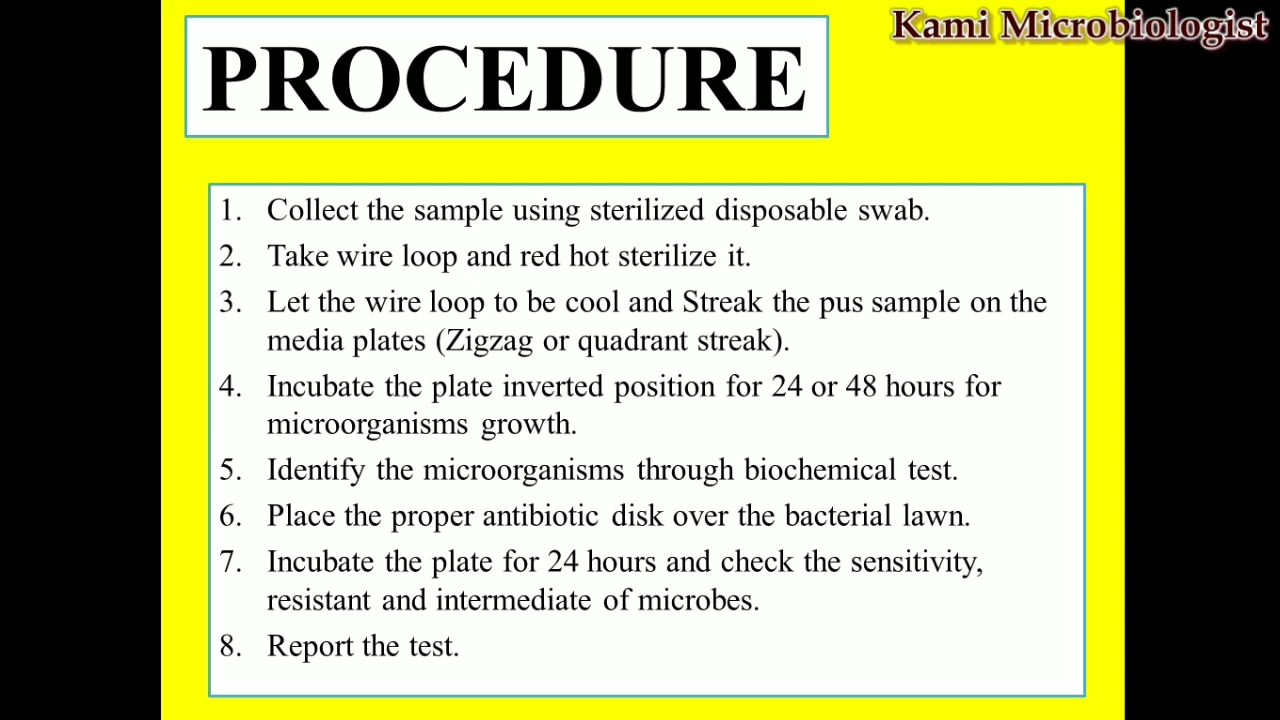 Kami Microbiologist
PROCEDURE
1. Collect the sample using sterilized disposable swab.
2. Take wire loop and red hot sterilize it.
3. Let the wire loop to be cool and Streak the pus sample on the
media plates (Zigzag or quadrant streak).
4. Incubate the plate inverted position for 24 or 48 hours for
microorganisms growth.
5. Identify the microorganisms through biochemical test.
6. Place the proper antibiotic disk over the bacterial lawn.
7. Incubate the plate for 24 hours and check the sensitivity,
resistant and intermediate of microbes.
8. Report the test.